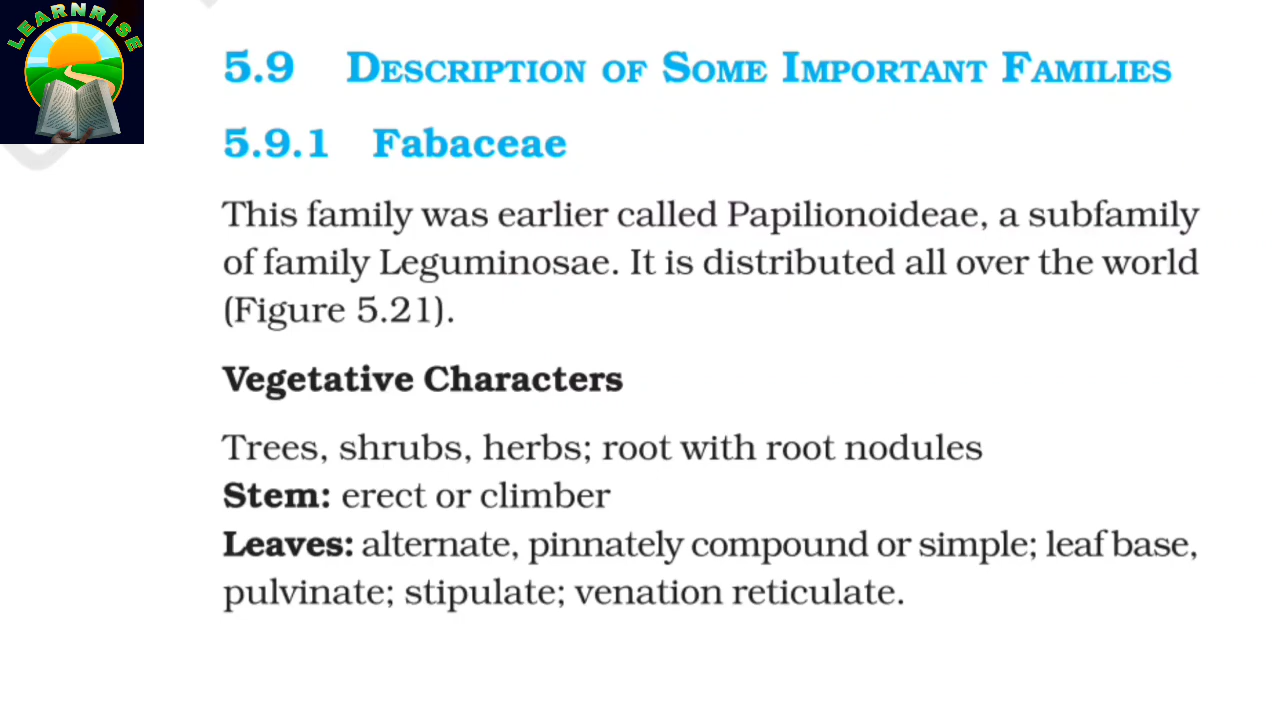 LEARNRISE
5.9 DESCRIPTION OF SOME IMPORTANT FAMILIES
5.9.1 Fabaceae
This family was earlier called Papilionoideae, a subfamily
of family Leguminosae. It is distributed all over the world
(Figure 5.21).
Vegetative Characters
Trees, shrubs, herbs; root with root nodules
Stem: erect or climber
Leaves: alternate, pinnately compound or simple; leaf base,
pulvinate; stipulate; venation reticulate.